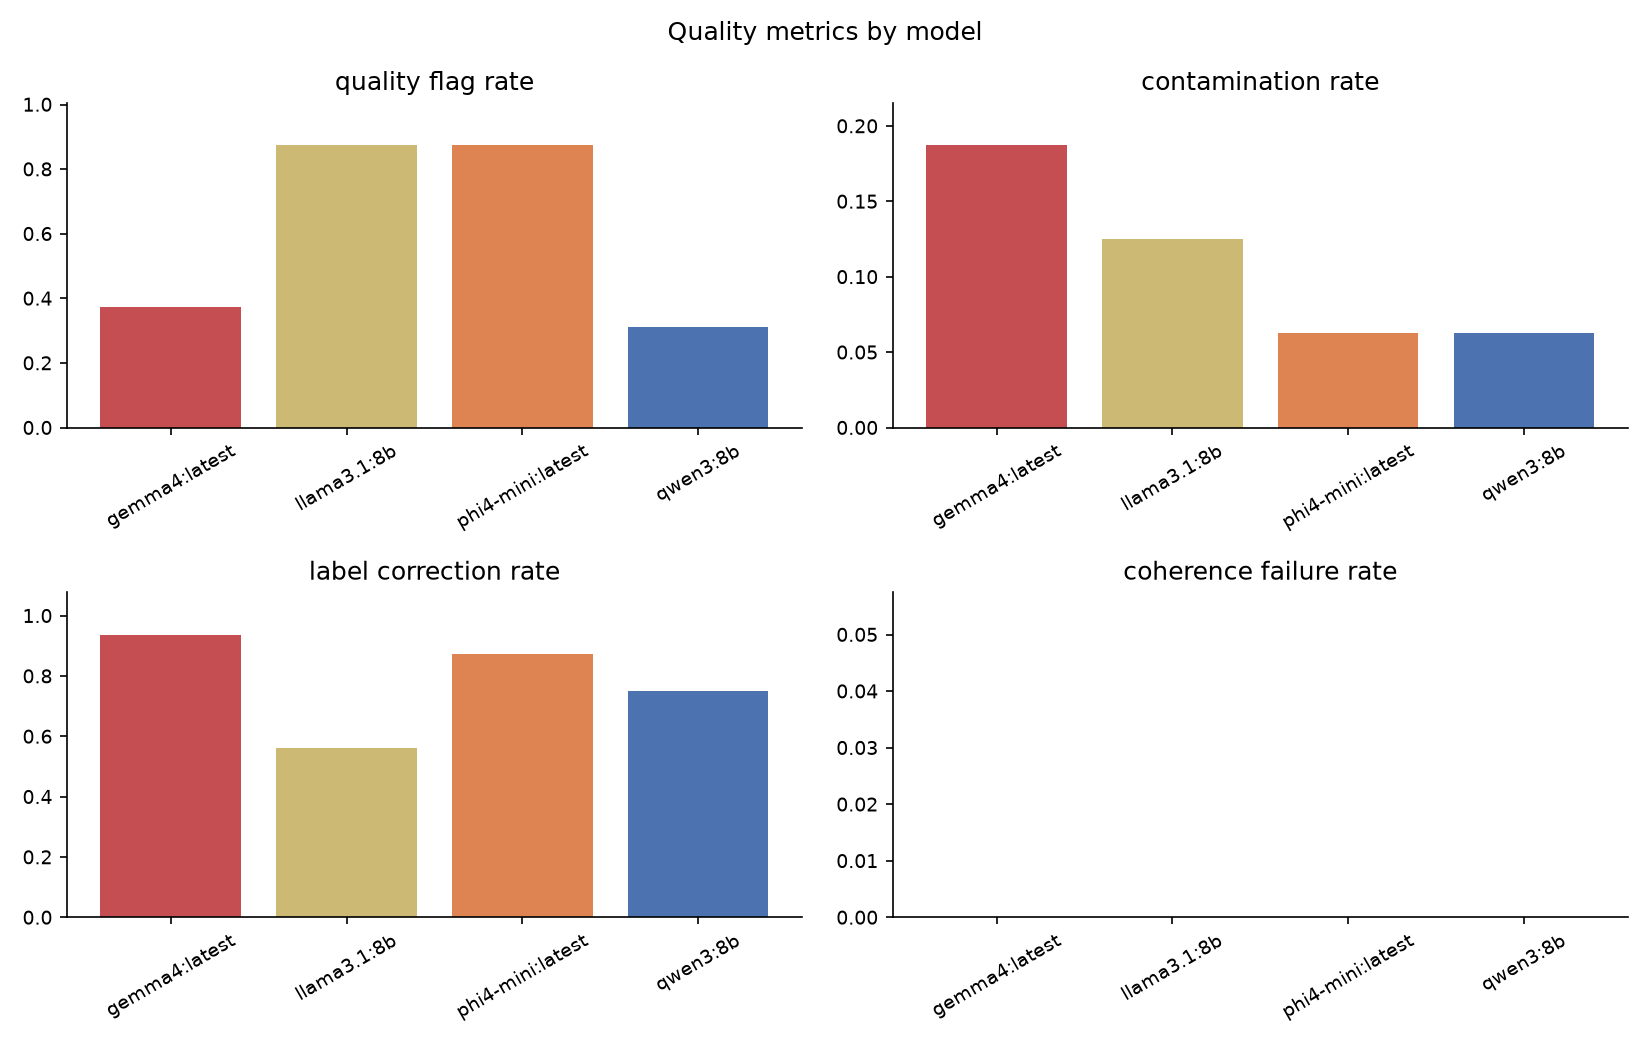 Quality metrics by model
quality flag rate
1.0
0.8
0.6
0.4
0.2
0.0
gemma4:latest
llama3.1:8b
phi4-mini:latest
qwen3:8b
contamination rate
0.20
0.15
0.10
0.05
0.00
gemma4:latest
llama3.1:8b
phi4-mini:latest
qwen3:8b
label correction rate
1.0
0.8
0.6
0.4
0.2
0.0
gemma4:latest
llama3.1:8b
phi4-mini:latest
qwen3:8b
coherence failure rate
0.05
0.04
0.03
0.02
0.01
0.00
gemma4:latest
llama3.1:8b
phi4-mini:latest
qwen3:8b